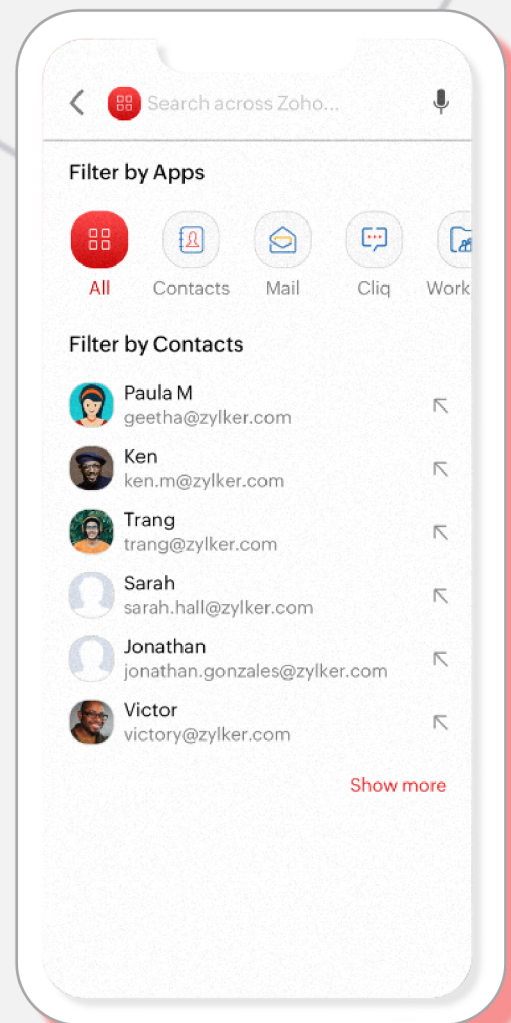 Search across Zoho...
Filter by Apps
All Contacts Mail Cliq Work
Filter by Contacts
Paula M
geetha@zylker.com
Ken
ken.m@zylker.com
Trang
trang@zylker.com
Sarah
sarah.hall@zylker.com
Jonathan
jonathan.gonzales@zylker.com
Victor
victory@zylker.com
Show more